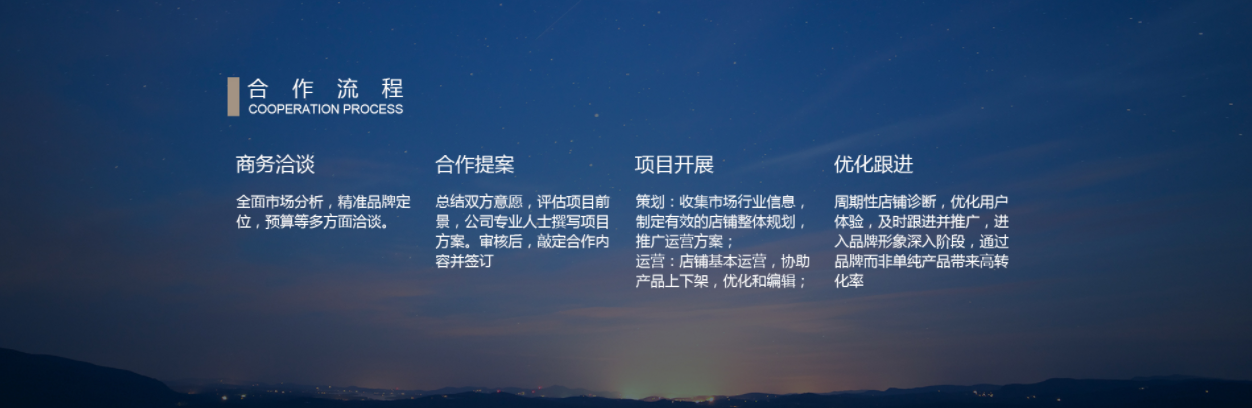 合作流程
COOPERATION PROCESS
商务洽谈
全面市场分析，精准品牌定
位，预算等多方面洽谈。
合作提案
总结双方意愿，评估项目前
景，公司专业人士撰写项目
方案。审核后，敲定合作内
容并签订
项目开展
策划：收集市场行业信息，
制定有效的店铺整体规划，
推广运营方案；
运营：店铺基本运营，协助
产品上下架，优化和编辑；
优化跟进
周期性店铺诊断，优化用户
体验，及时跟进并推广，进
入品牌形象深入阶段，通过
品牌而非单纯产品带来高转
化率